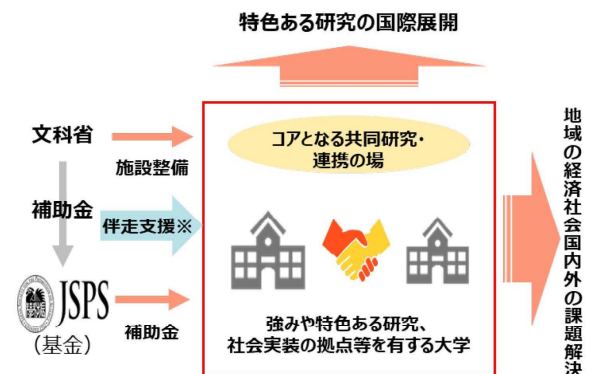 特色ある研究の国際展開
文科省
施設整備
補助金
伴走支援※
JSPS
(基金)
補助金
コアとなる共同研究・
連携の場
強みや特色ある研究、
社会実装の拠点等を有する大学
地域の経済社会国内外の課題解決